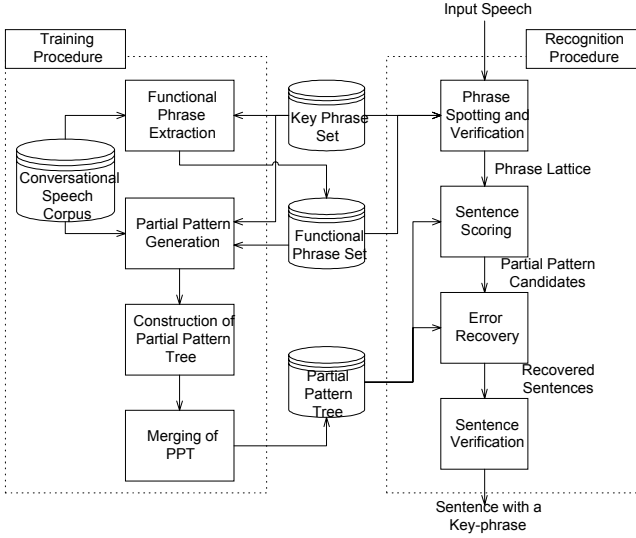 Input Speech
Training
Procedure
Recognition
Procedure
Functional
Phrase
Extraction
Key Phrase
Set
Phrase
Spotting and
Verification
Conversational
Speech
Corpus
Phrase Lattice
Partial Pattern
Generation
Functional
Phrase Set
Sentence
Scoring
Partial Pattern
Candidates
Construction of
Partial Pattern
Tree
Error
Recovery
Partial
Pattern
Tree
Recovered
Sentences
Merging of
PPT
Sentence
Verification
Sentence with a
Key-phrase